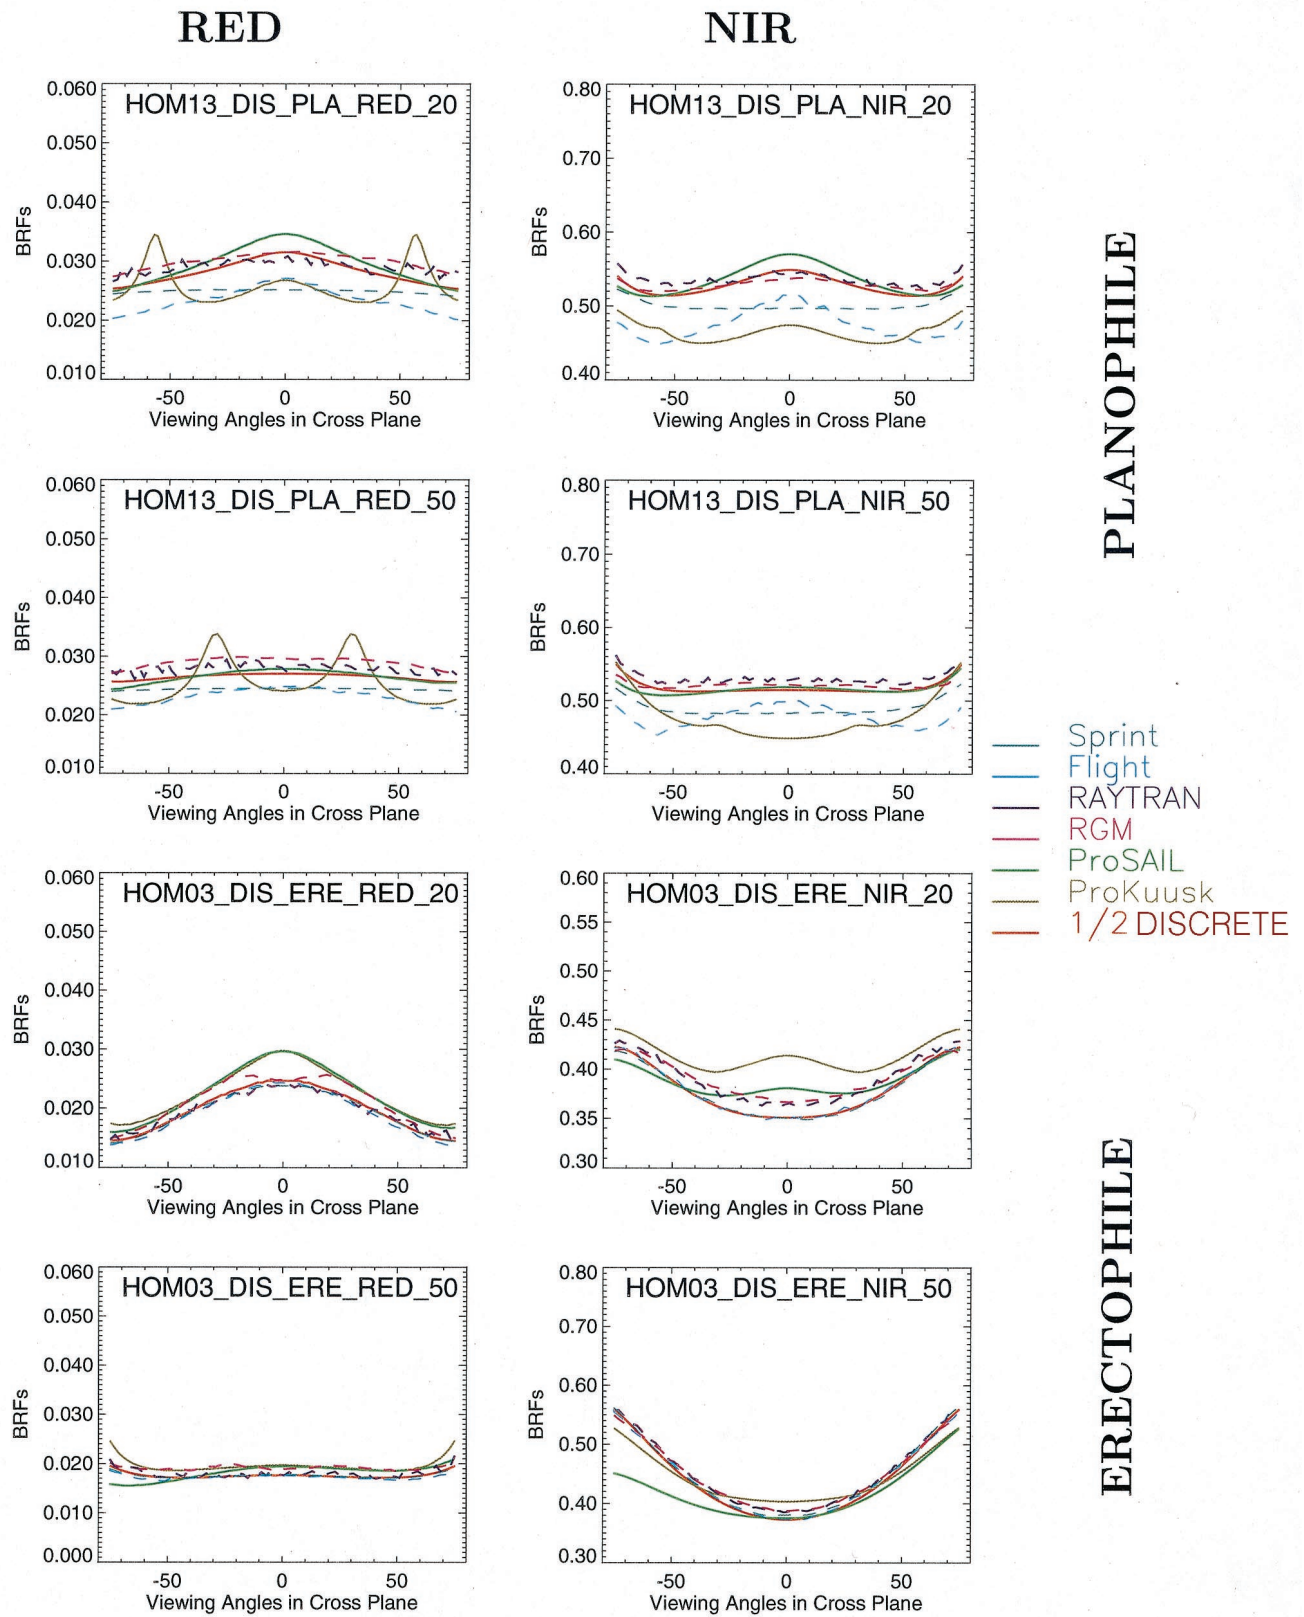 RED
NIR
HOM13_DIS_PLA_RED_20
0.060
0.050
0.040
0.030
0.020
0.010
BRFs
-50 0 50
Viewing Angles in Cross Plane
HOM13_DIS_PLA_NIR_20
0.80
0.70
0.60
0.50
0.40
BRFs
-50 0 50
Viewing Angles in Cross Plane
HOM13_DIS_PLA_RED_50
0.060
0.050
0.040
0.030
0.020
0.010
BRFs
-50 0 50
Viewing Angles in Cross Plane
HOM13_DIS_PLA_NIR_50
0.80
0.70
0.60
0.50
0.40
BRFs
-50 0 50
Viewing Angles in Cross Plane
PLANOPHILE
Sprint
Flight
RAYTRAN
RGM
ProSAIL
ProKuusk
1/2 DISCRETE
HOM03_DIS_ERE_RED_20
0.060
0.050
0.040
0.030
0.020
0.010
BRFs
-50 0 50
Viewing Angles in Cross Plane
HOM03_DIS_ERE_NIR_20
0.60
0.55
0.50
0.45
0.40
0.35
0.30
BRFs
-50 0 50
Viewing Angles in Cross Plane
HOM03_DIS_ERE_RED_50
0.060
0.050
0.040
0.030
0.020
0.010
0.000
BRFs
-50 0 50
Viewing Angles in Cross Plane
HOM03_DIS_ERE_NIR_50
0.80
0.70
0.60
0.50
0.40
0.30
BRFs
-50 0 50
Viewing Angles in Cross Plane
ERECTOPHILE